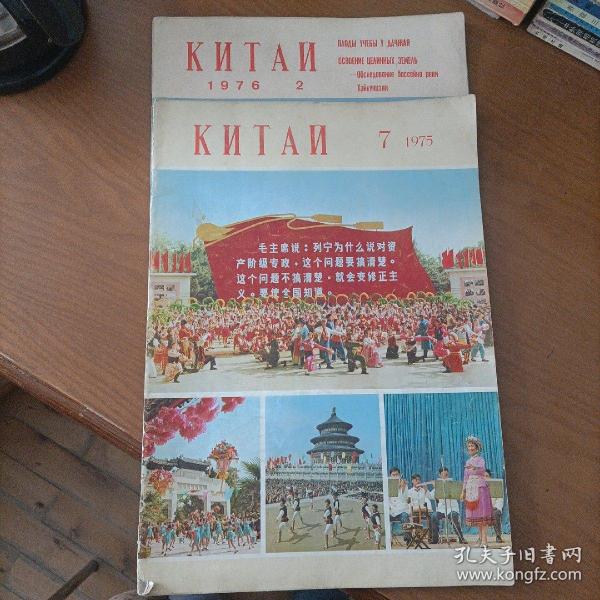 КИТАЙ
1976 2
ПЛОДЫ УЧЕБЫ У ДАЧЖАЯ
ОСВОЕНИЕ ЦЕЛИННЫХ ЗЕМЕЛЬ
—Обследование бассейна реки
КИТАЙ
7 1975
毛主席说：列宁为什么说对资
产阶级专政，这个问题要搞清楚。
这个问题不搞清楚，就会变修正主
义。要使全国知道。
孔夫子旧书网
www.kongfz.com